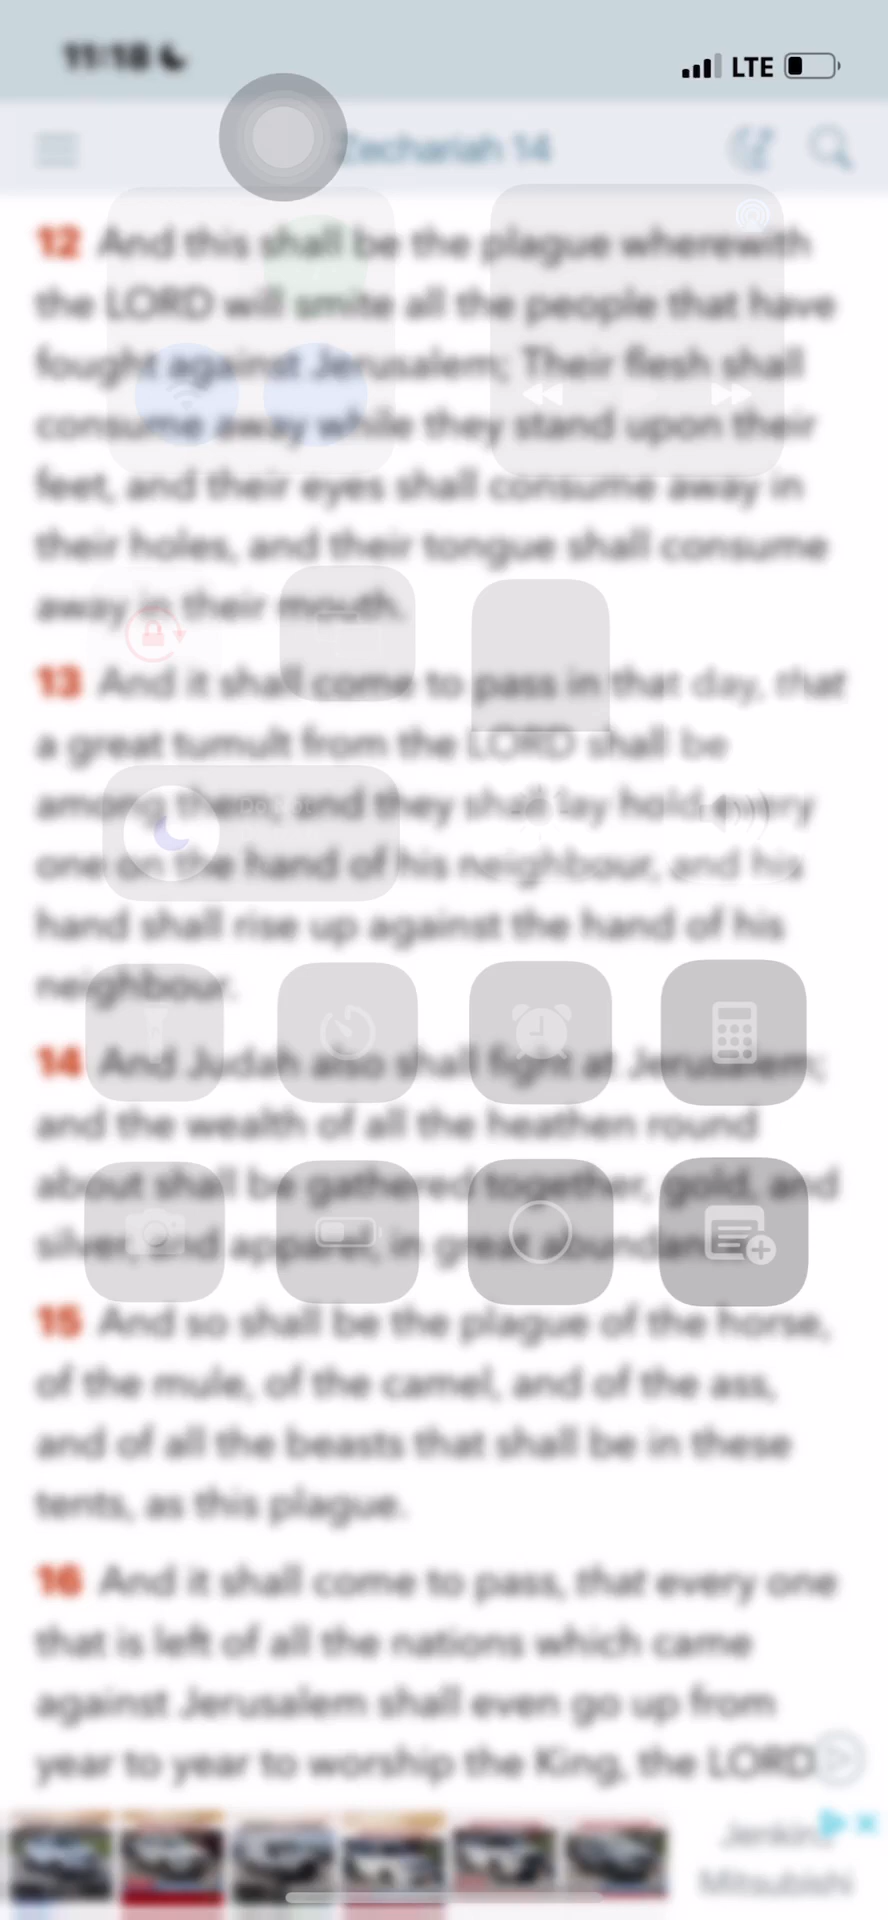 11:18
LTE
Zechariah 14
12 And this shall be the plague wherewith
the LORD will smite all the people that have
fought against Jerusalem; Their flesh shall
consume away while they stand upon their
feet, and their eyes shall consume away in
their holes, and their tongue shall consume
away in their mouth.
13 And it shall come to pass in that day, that
a great tumult from the LORD shall be
among them; and they shall lay hold every
one on the hand of his neighbour, and his
hand shall rise up against the hand of his
neighbour.
14 And Judah also shall fight at Jerusalem;
and the wealth of all the heathen round
about shall be gathered together, gold, and
silver, and apparel, in great abundance.
15 And so shall be the plague of the horse,
of the mule, of the camel, and of the ass,
and of all the beasts that shall be in these
tents, as this plague.
16 And it shall come to pass, that every one
that is left of all the nations which came
against Jerusalem shall even go up from
year to year to worship the King, the LORD
Jenkins
Mitsubishi